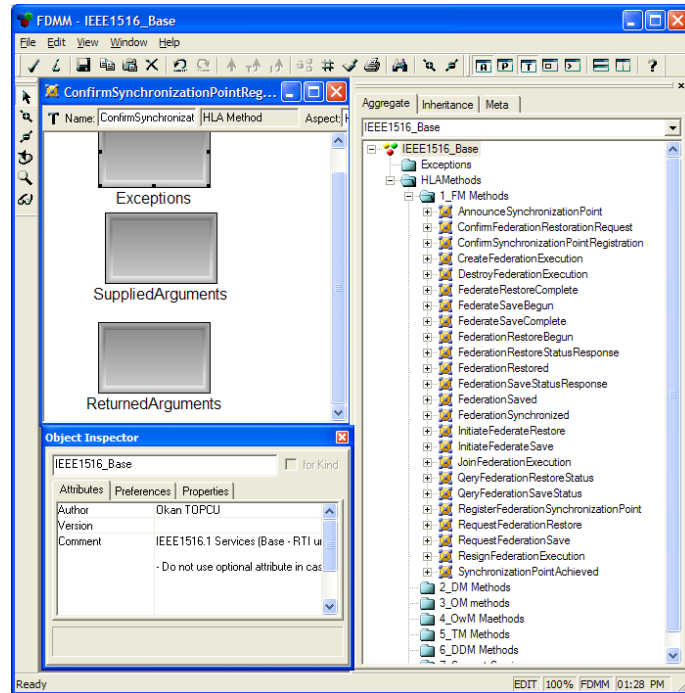 FDMM - IEEE1516_Base
File Edit View Window Help
ConfirmSynchronizationPointReg...
Name: ConfirmSynchronizat HLA Method Aspect: H
Exceptions
SuppliedArguments
ReturnedArguments
Object Inspector
IEEE1516_Base for Kind
Attributes Preferences Properties
Author Okan TOPCU
Version
Comment IEEE1516.1 Services (Base - RTI
- Do not use optional attribute in cas
Aggregate Inheritance Meta
IEEE1516_Base
IEEE1516_Base
Exceptions
HLAMethods
1_FM Methods
AnnounceSynchronizationPoint
ConfirmFederationRestorationRequest
ConfirmSynchronizationPointRegistration
CreateFederationExecution
DestroyFederationExecution
FederateRestoreComplete
FederateSaveBegun
FederateSaveComplete
FederationRestoreBegun
FederationRestoreStatusResponse
FederationRestored
FederationSaveStatusResponse
FederationSaved
FederationSynchronized
InitiateFederateRestore
InitiateFederateSave
JoinFederationExecution
QeryFederationRestoreStatus
QeryFederationSaveStatus
RegisterFederationSynchronizationPoint
RequestFederationRestore
RequestFederationSave
ResignFederationExecution
SynchronizationPointAchieved
2_DM Methods
3_OM methods
4_OwM Maethods
5_TM Methods
6_DDM Methods
Ready EDIT 100% FDMM 01:28 PM